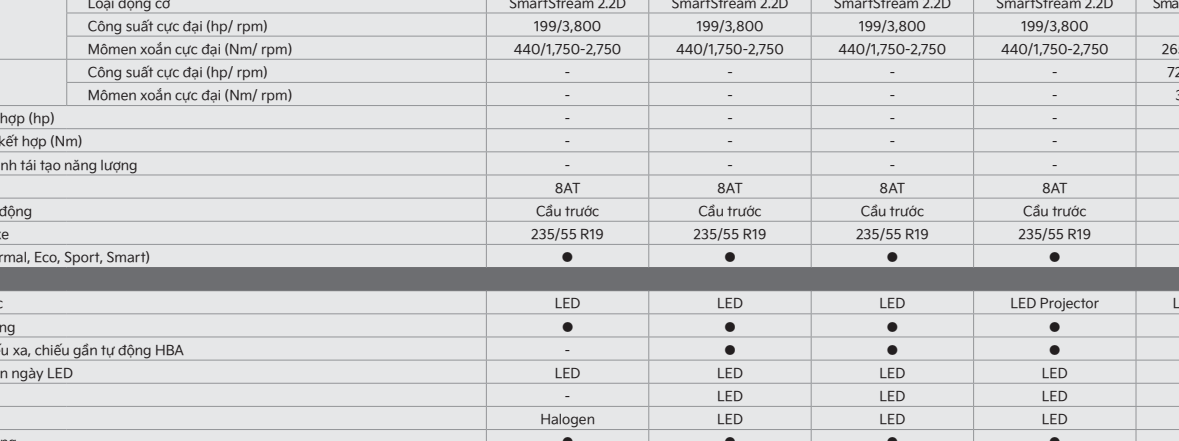 Loại động cơ SmartStream 2.2D SmartStream 2.2D SmartStream 2.2D SmartStream 2.2D
Công suất cực đại (hp/ rpm) 199/3,800 199/3,800 199/3,800 199/3,800
Mômen xoắn cực đại (Nm/ rpm) 440/1,750-2,750 440/1,750-2,750 440/1,750-2,750 440/1,750-2,750
Công suất cực đại (hp/ rpm) - - - -
Mômen xoắn cực đại (Nm/ rpm) - - - -
hợp (hp) - - - -
kết hợp (Nm) - - - -
nh tái tạo năng lượng - - - -
8AT 8AT 8AT 8AT
động Cầu trước Cầu trước Cầu trước Cầu trước
235/55 R19 235/55 R19 235/55 R19 235/55 R19
rmal, Eco, Sport, Smart) ● ● ● ●
LED LED LED LED Projector
ng ● ● ● ●
u xa, chiếu gần tự động HBA - ● ● ●
n ngày LED LED LED LED LED
- LED LED LED
Halogen LED LED LED
● ● ● ●